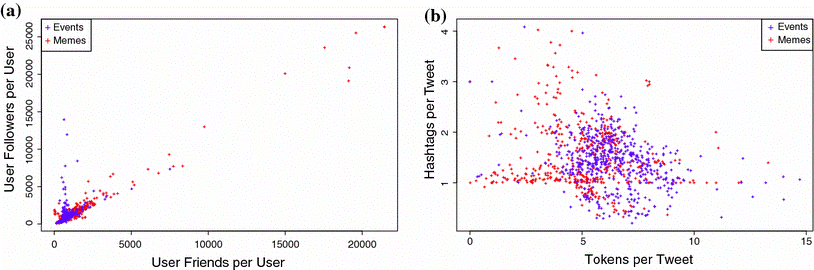 (a)
Events
Memes
User Followers per User
0 5000 10000 15000 20000 25000
0 5000 10000 15000 20000
User Friends per User
(b)
Events
Memes
Hashtags per Tweet
1 2 3 4
0 5 10 15
Tokens per Tweet